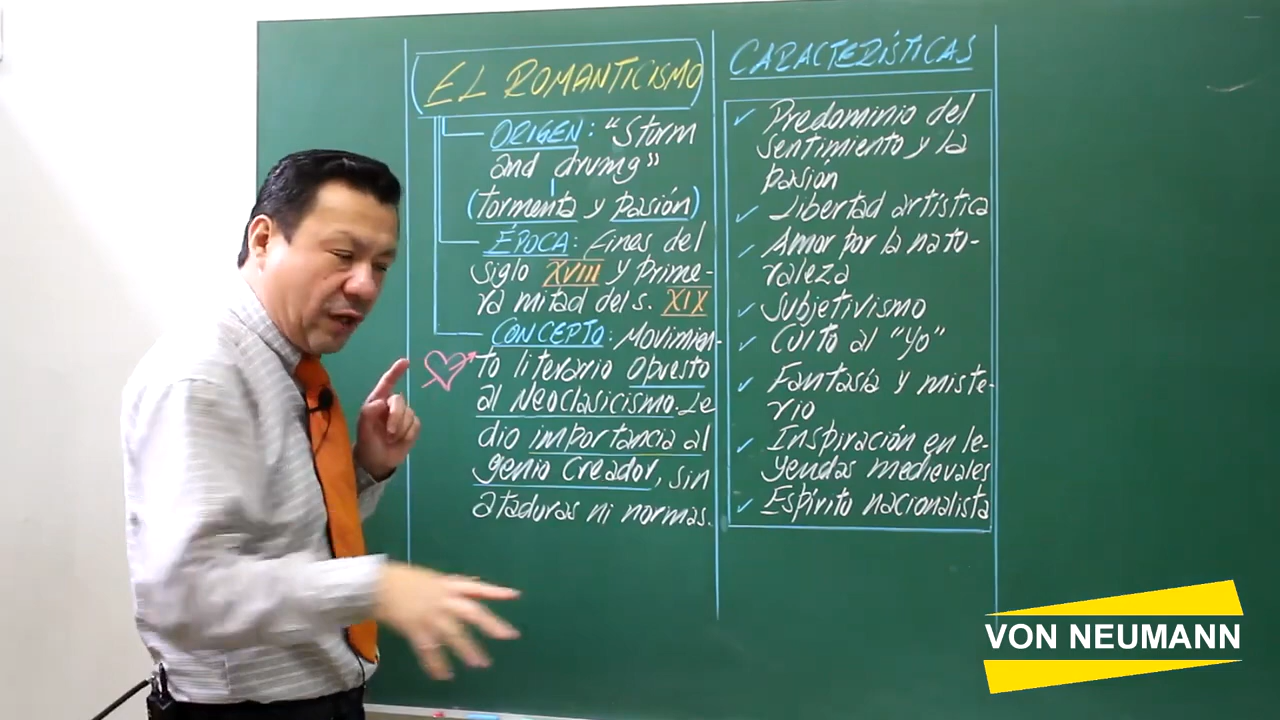 EL ROMANTICISMO
ORIGEN: "Sturm
and drumg"
(tormenta y pasión)
ÉPOCA: Fines del
siglo XVIII y prime-
ra mitad del s. XIX
CONCEPTO: Movimien-
to literario opuesto
al Neoclasicismo. Le
dio importancia al
genio creador, sin
ataduras ni normas.
CARACTERÍSTICAS
✓ Predominio del
sentimiento y la
pasión
✓ Libertad artística
✓ Amor por la natu-
raleza
✓ Subjetivismo
✓ Culto al "Yo"
✓ Fantasía y miste-
rio
✓ Inspiración en le-
yendas medievales
✓ Espíritu nacionalista
VON NEUMANN